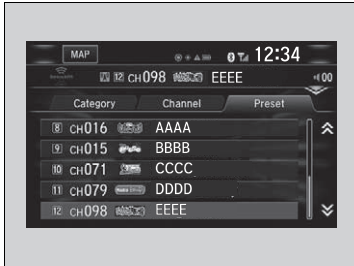 MAP 12:34
12 CH098 EEEE 00
Category Channel Preset
8 CH016 AAAA
9 CH015 BBBB
10 CH071 CCCC
11 CH079 DDDD
12 CH098 EEEE